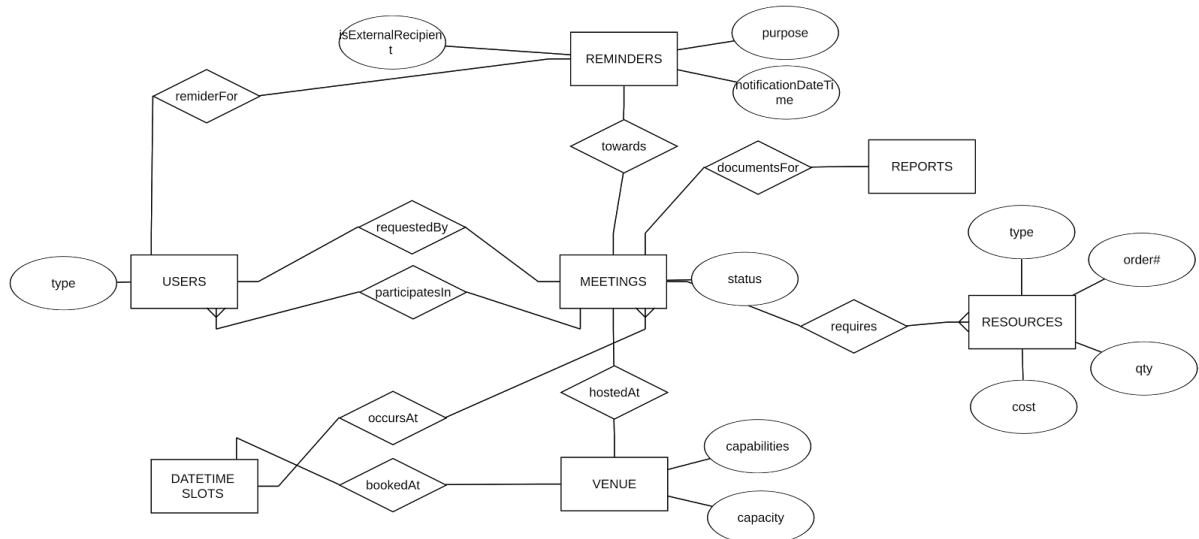 isExternalRecipien
t
REMINDERS
purpose
notificationDateTi
me
remiderFor
towards
documentsFor
REPORTS
requestedBy
type
order#
type
USERS
participatesIn
MEETINGS
status
requires
RESOURCES
qty
cost
hostedAt
occursAt
capabilities
DATETIME
SLOTS
bookedAt
VENUE
capacity